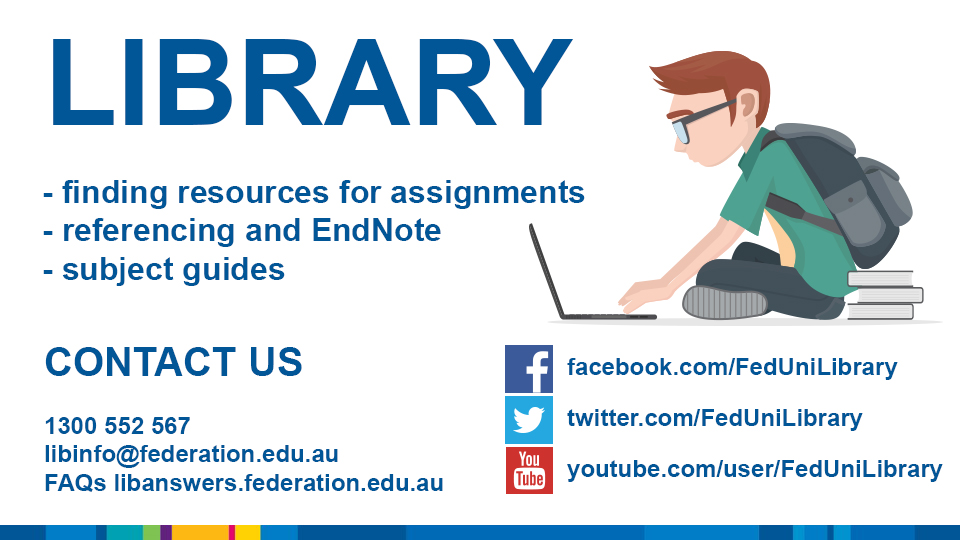 LIBRARY
- finding resources for assignments
- referencing and EndNote
- subject guides
CONTACT US
1300 552 567
libinfo@federation.edu.au
FAQs libanswers.federation.edu.au
f
facebook.com/FedUniLibrary
twitter.com/FedUniLibrary
You
Tube
youtube.com/user/FedUniLibrary